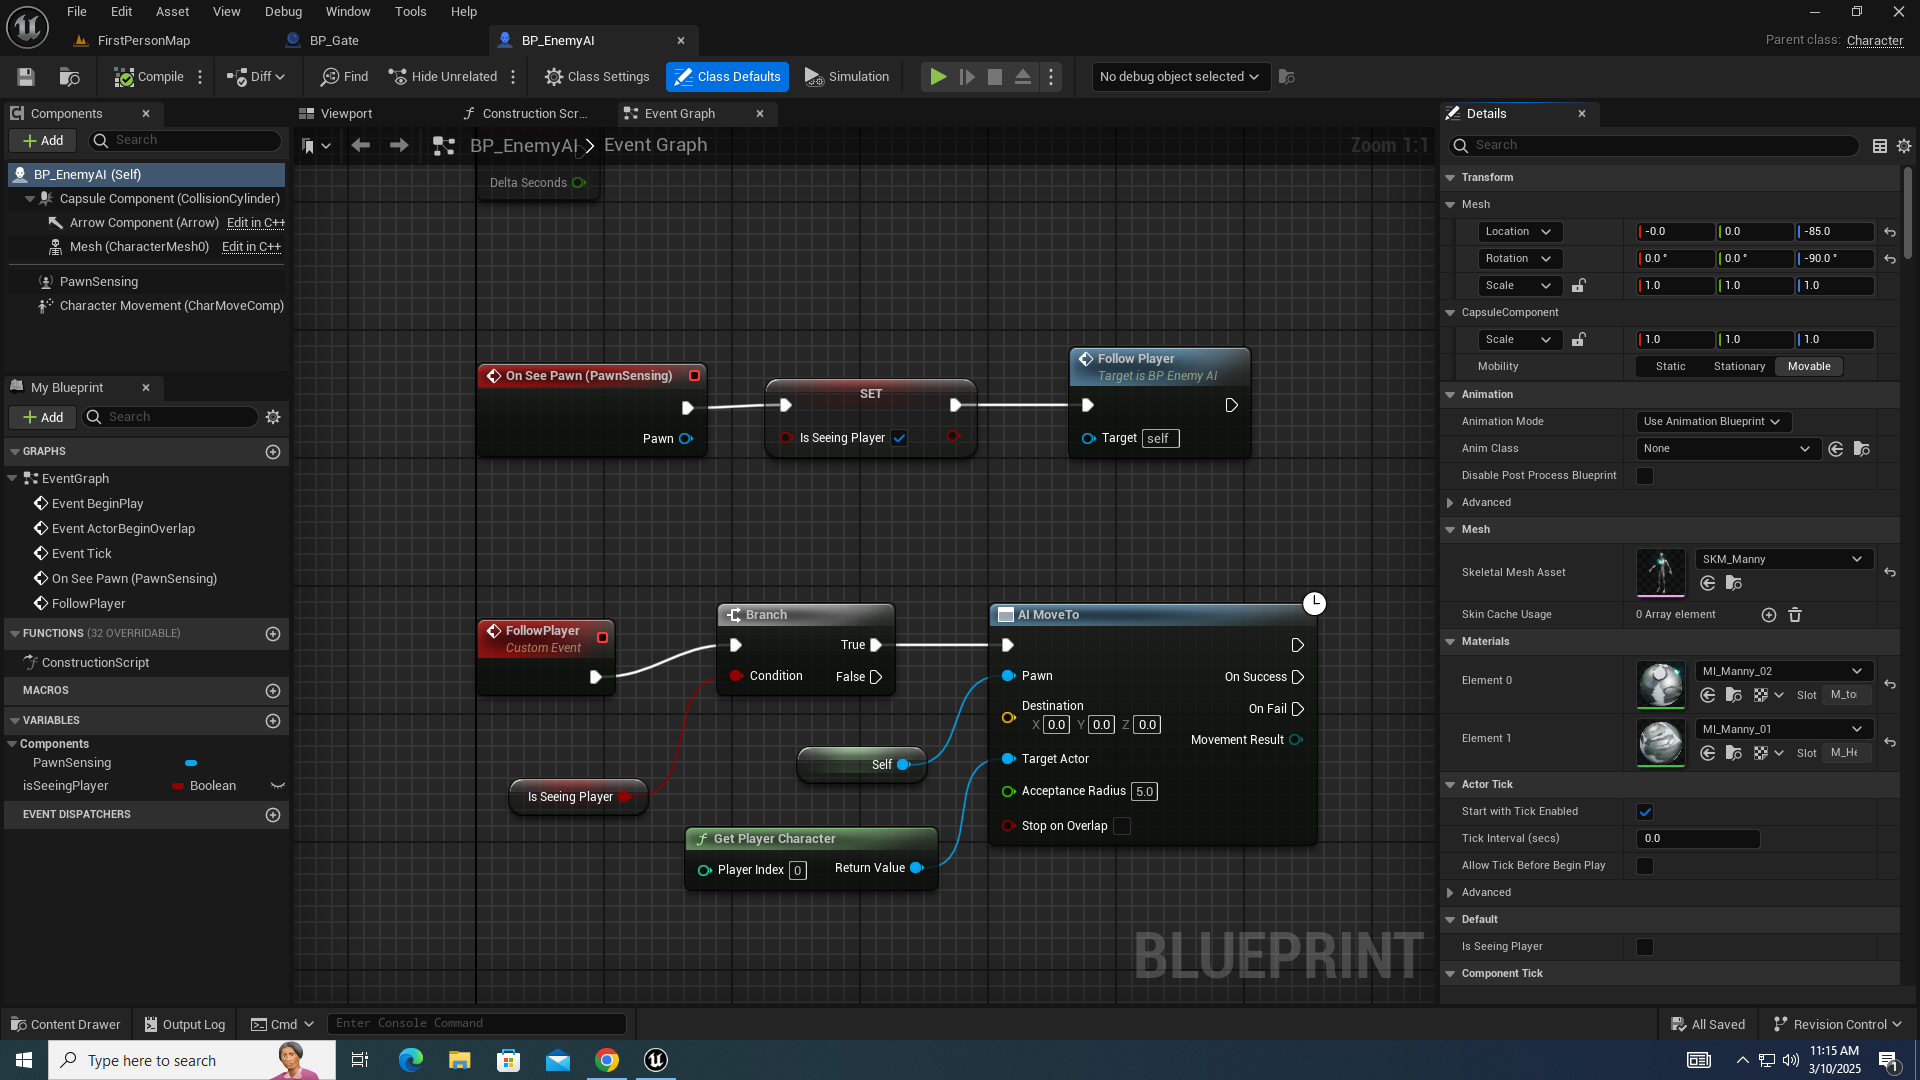 File Edit Asset View Debug Window Tools Help
FirstPersonMap
BP_Gate
BP_EnemyAI
Parent class: Character
Compile
Diff
Find
Hide Unrelated
Class Settings
Class Defaults
Simulation
No debug object selected
Components
Add
Search
BP_EnemyAI (Self)
Capsule Component (CollisionCylinder)
Arrow Component (Arrow) Edit in C++
Mesh (CharacterMesh0) Edit in C++
PawnSensing
Character Movement (CharMoveComp)
My Blueprint
Add
Search
GRAPHS
EventGraph
Event BeginPlay
Event ActorBeginOverlap
Event Tick
On See Pawn (PawnSensing)
FollowPlayer
FUNCTIONS (32 OVERRIDABLE)
ConstructionScript
MACROS
VARIABLES
Components
PawnSensing
isSeeingPlayer Boolean
EVENT DISPATCHERS
Viewport
Construction Scr...
Event Graph
BP_EnemyAI > Event Graph
Zoom 1:1
Delta Seconds
On See Pawn (PawnSensing)
Pawn
SET
Is Seeing Player
Follow Player
Target is BP Enemy AI
Target self
FollowPlayer
Custom Event
Branch
True
Condition
False
AI MoveTo
Pawn
On Success
Destination
X 0.0 Y 0.0 Z 0.0
On Fail
Movement Result
Target Actor
Acceptance Radius 5.0
Stop on Overlap
Self
Is Seeing Player
Get Player Character
Player Index 0
Return Value
BLUEPRINT
Details
Search
Transform
Mesh
Location -0.0 0.0 -85.0
Rotation 0.0 ° 0.0 ° -90.0 °
Scale 1.0 1.0 1.0
CapsuleComponent
Scale 1.0 1.0 1.0
Mobility Static Stationary Movable
Animation
Animation Mode Use Animation Blueprint
Anim Class None
Disable Post Process Blueprint
Advanced
Mesh
Skeletal Mesh Asset SKM_Manny
Skin Cache Usage 0 Array element
Materials
Element 0 MI_Manny_02
Slot M_to
Element 1 MI_Manny_01
Slot M_He
Actor Tick
Start with Tick Enabled
Tick Interval (secs) 0.0
Allow Tick Before Begin Play
Advanced
Default
Is Seeing Player
Component Tick
Content Drawer
Output Log
Cmd
Enter Console Command
All Saved
Revision Control
Type here to search
11:15 AM
3/10/2025
1